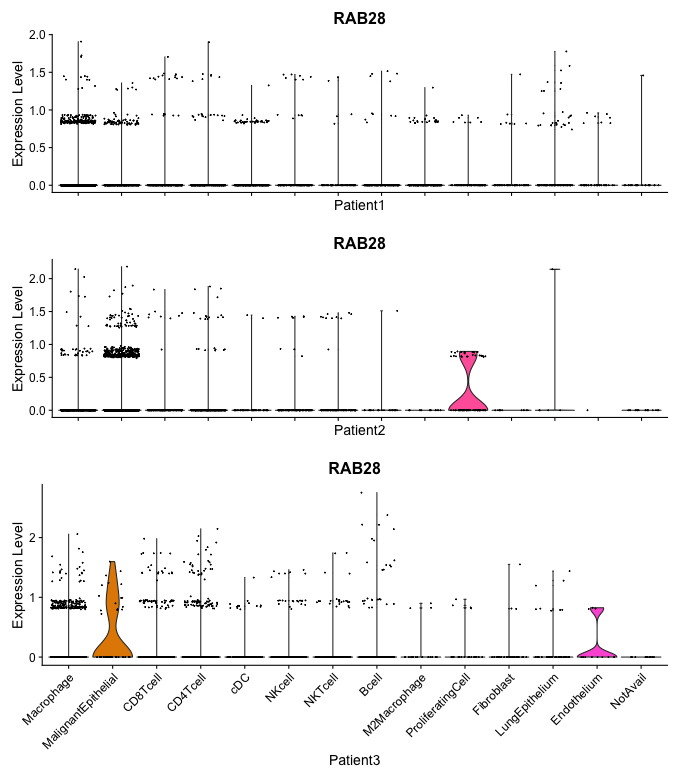 RAB28
Expression Level
2.0
1.5
1.0
0.5
0.0
Patient1
RAB28
Expression Level
2.0
1.5
1.0
0.5
0.0
Patient2
RAB28
Expression Level
2
1
0
Macrophage
MalignantEpithelial
CD8Tcell
CD4Tcell
cDC
NKcell
NKTcell
Bcell
M2Macrophage
ProliferatingCell
Fibroblast
LungEpithelium
Endothelium
NotAvail
Patient3